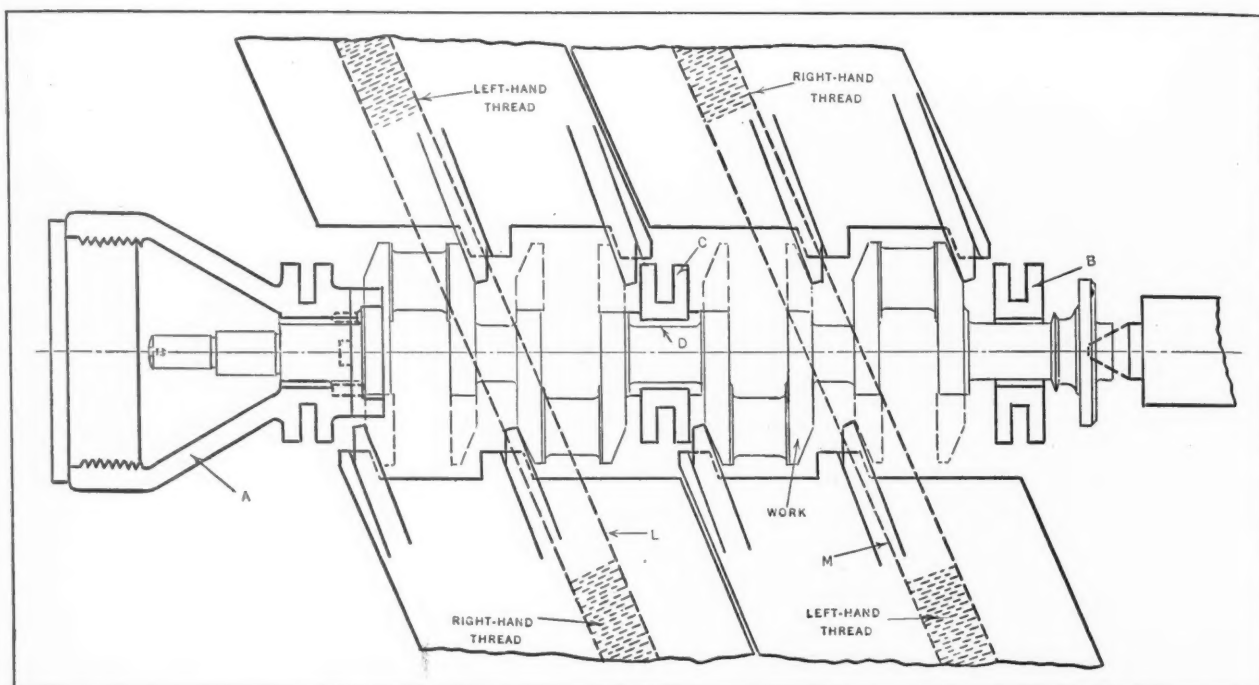 LEFT-HAND
THREAD
RIGHT-HAND
THREAD
C
B
D
A
WORK
L
M
RIGHT-HAND
THREAD
LEFT-HAND
THREAD